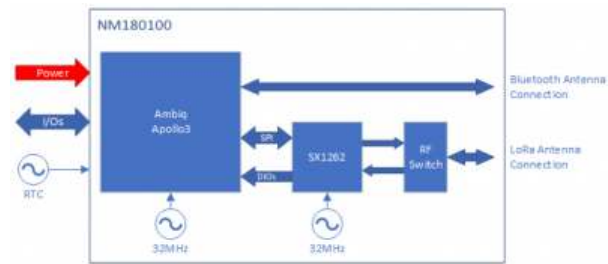 NM180100
Power
Ambiq
Apollo3
Bluetooth Antenna
Connection
I/Os
SPI
SX1262
RF
Switch
LoRa Antenna
Connection
DIOs
RTC
32MHz
32MHz